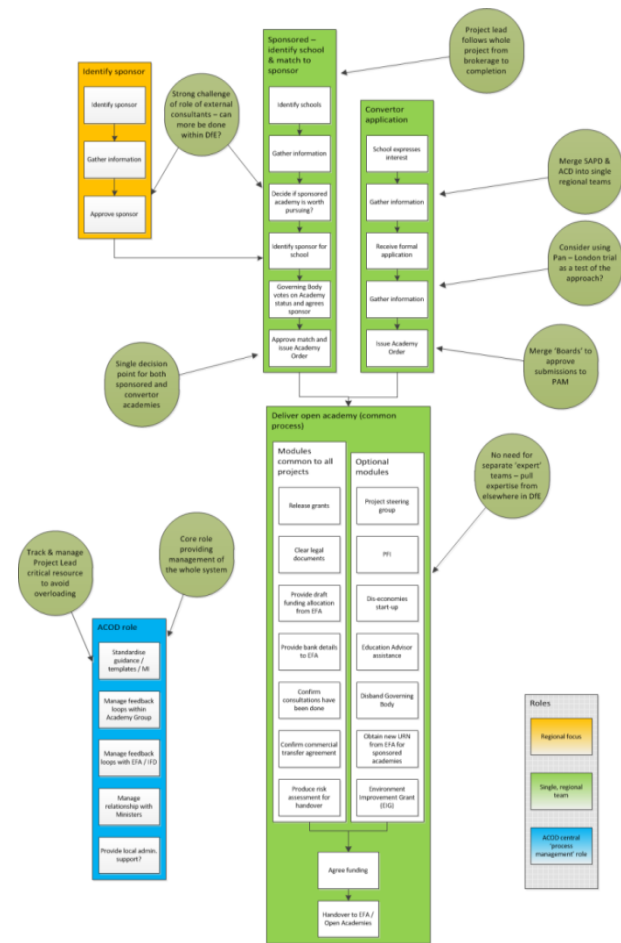 Identify sponsor
Identify sponsor
Gather information
Approve sponsor
Strong challenge
of role of external
consultants – can
more be done
within DfE?
Sponsored –
identify school
& match to
sponsor
Identify schools
Gather information
Decide if sponsored
academy is worth
pursuing?
Identify sponsor for
school
Governing Body
votes on Academy
status and agrees
sponsor
Approve match and
issue Academy
Order
Project lead
follows whole
project from
brokerage to
completion
Convertor
application
School expresses
interest
Gather information
Receive formal
application
Gather information
Issue Academy
Order
Merge SAPD &
ACD into single
regional teams
Consider using
Pan – London trial
as a test of the
approach?
Merge 'Boards' to
approve
submissions to
PAM
Single decision
point for both
sponsored and
convertor
academies
Deliver open academy (common
process)
Modules
common to all
projects
Release grants
Clear legal
documents
Provide draft
funding allocation
from EFA
Provide bank details
to EFA
Confirm
consultations have
been done
Confirm commercial
transfer agreement
Produce risk
assessment for
handover
Optional
modules
Project steering
group
PFI
Dis-economies
start-up
Education Advisor
assistance
Disband Governing
Body
Obtain new URN
from EFA for
sponsored
academies
Environment
Improvement Grant
(EIG)
Agree funding
Handover to EFA /
Open Academies
No need for
separate 'expert'
teams – pull
expertise from
elsewhere in DfE
Track & manage
Project Lead
critical resource
to avoid
overloading
Core role
providing
management of
the whole system
ACOD role
Standardise
guidance /
templates / MI
Manage feedback
loops within
Academy Group
Manage feedback
loops with EFA / IFD
Manage
relationship with
Ministers
Provide local admin.
support?
Roles
Regional focus
Single, regional
team
ACOD central
'process
management' role